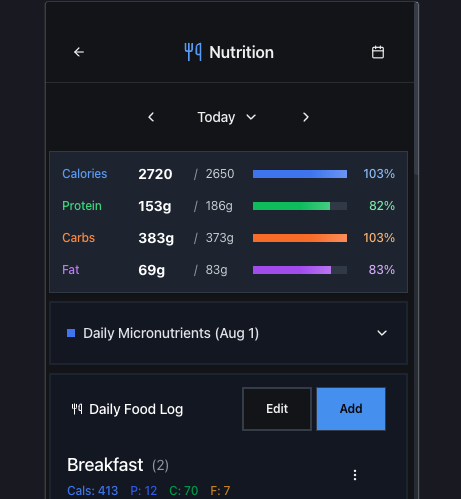 Nutrition
Today
Calories 2720 / 2650 103%
Protein 153g / 186g 82%
Carbs 383g / 373g 103%
Fat 69g / 83g 83%
Daily Micronutrients (Aug 1)
Daily Food Log Edit Add
Breakfast (2)
Cals: 413 P: 12 C: 70 F: 7